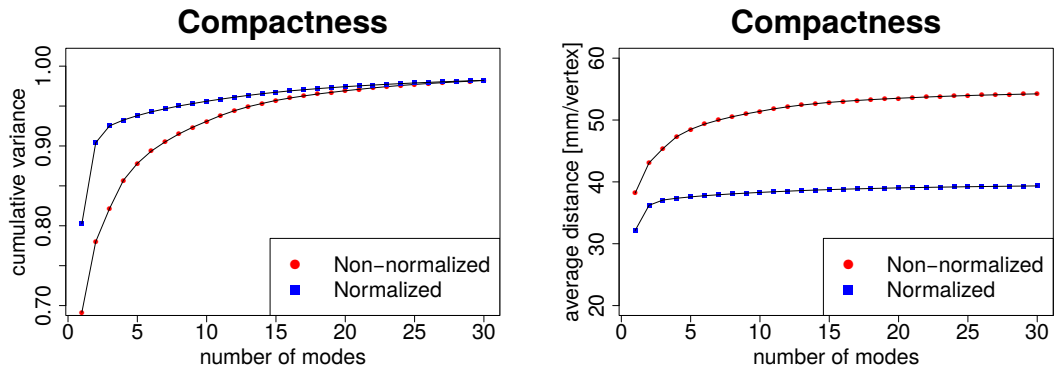 Compactness
cumulative variance
1.00
0.90
0.80
0.70
Non−normalized
Normalized
0 5 10 15 20 25 30
number of modes
Compactness
average distance [mm/vertex]
60
50
40
30
20
Non−normalized
Normalized
0 5 10 15 20 25 30
number of modes